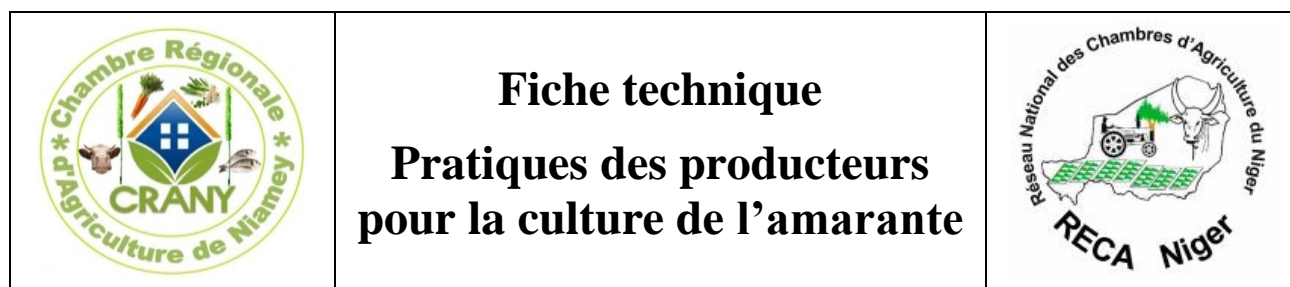 Chambre Régionale
d'Agriculture de Niamey
CRANY
Fiche technique
Pratiques des producteurs
pour la culture de l'amarante
Réseau National des Chambres d'Agriculture du Niger
RECA Niger